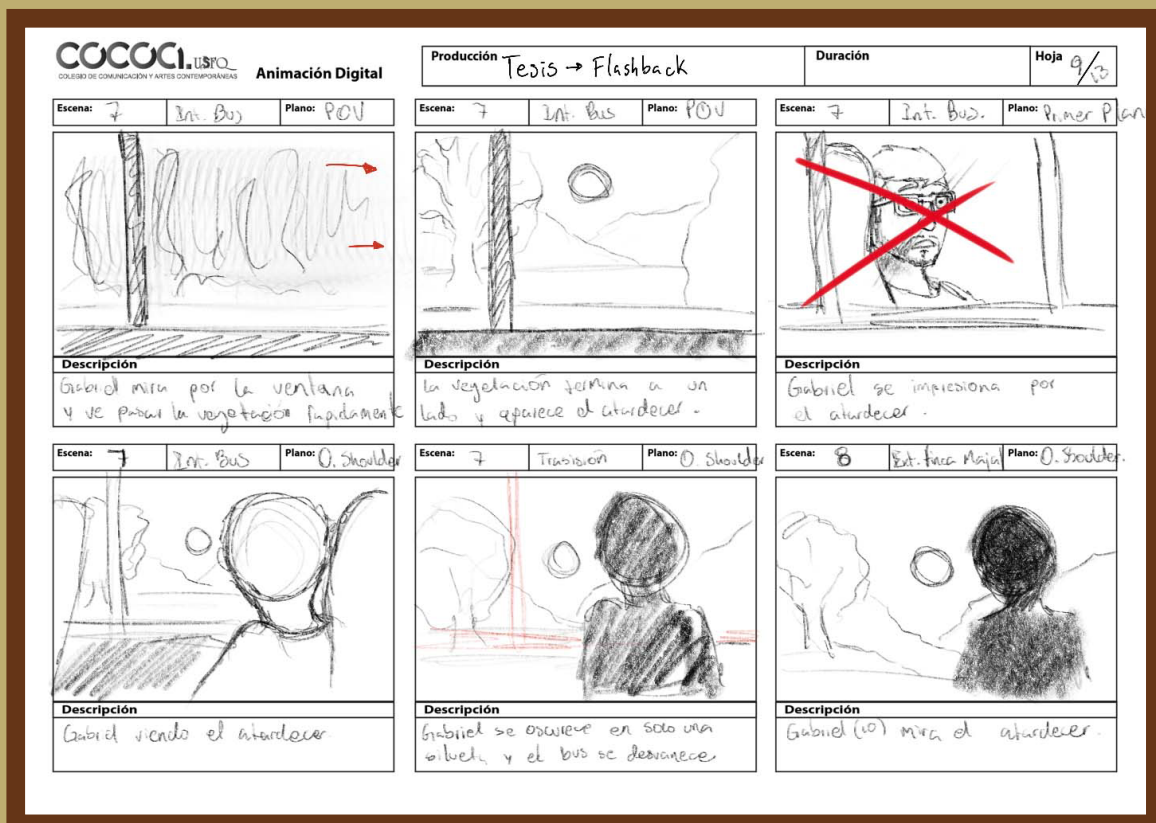 COCOCI.USFQ
COLEGIO DE COMUNICACIÓN Y ARTES CONTEMPORÁNEAS
Animación Digital
Producción Tesis → Flashback
Duración
Hoja 9/13
Escena: 7 Int. Bus Plano: POV
Escena: 7 Int. Bus Plano: POV
Escena: 7 Int. Bus. Plano: Primer Plan
Descripción
Gabriel mira por la ventana
y ve pasar la vegetación rapidamente
Descripción
la vegetación termina a un
lado y aparece el atardecer.
Descripción
Gabriel se impresiona por
el atardecer.
Escena: 7 Int. Bus Plano: O. Shoulder
Escena: 7 Trasisión Plano: O. Shoulder
Escena: 8 Ext. finca Majal Plano: O. Shoulder.
Descripción
Gabriel viendo el atardecer.
Descripción
Gabriel se oscurece en solo una
silueta y el bus se desvanece
Descripción
Gabriel (10) mira el atardecer.